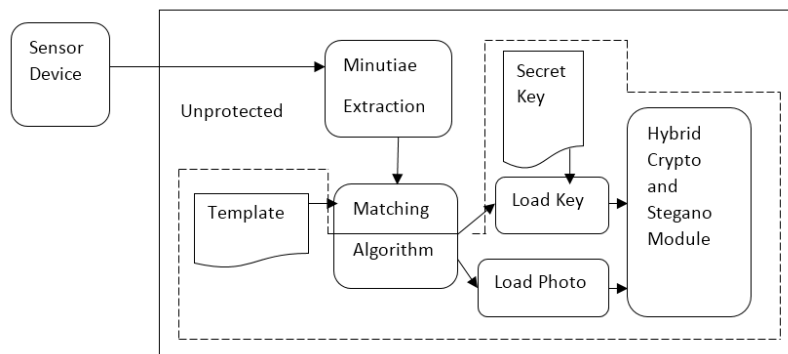 Sensor
Device
Minutiae
Extraction
Unprotected
Secret
Key
Hybrid
Crypto
and
Stegano
Module
Template
Matching
Algorithm
Load Key
Load Photo